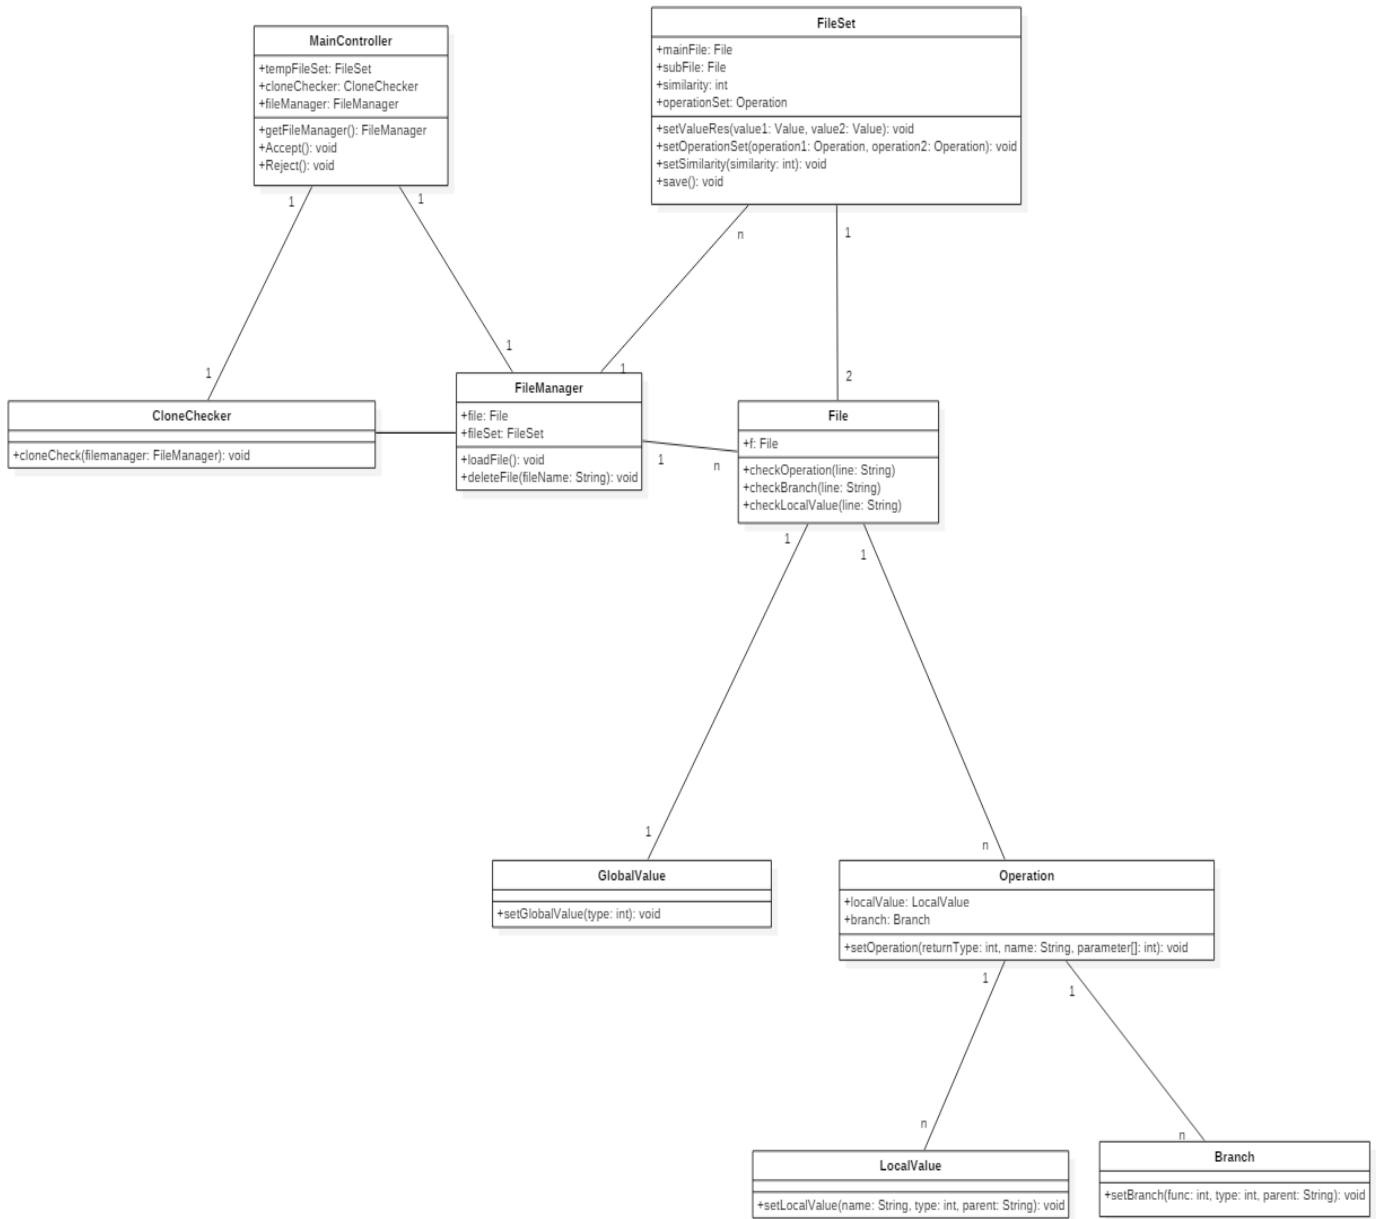 MainController
+tempFileSet: FileSet
+cloneChecker: CloneChecker
+fileManager: FileManager
+getFileManager(): FileManager
+Accept(): void
+Reject(): void
FileSet
+mainFile: File
+subFile: File
+similarity: int
+operationSet: Operation
+setValueRes(value1: Value, value2: Value): void
+setOperationSet(operation1: Operation, operation2: Operation): void
+setSimilarity(similarity: int): void
+save(): void
1
1
n
1
1
1
1
2
CloneChecker
+cloneCheck(filemanager: FileManager): void
FileManager
+file: File
+fileSet: FileSet
+loadFile(): void
+deleteFile(fileName: String): void
1
n
File
+f: File
+checkOperation(line: String)
+checkBranch(line: String)
+checkLocalValue(line: String)
1
1
1
n
GlobalValue
+setGlobalValue(type: int): void
Operation
+localValue: LocalValue
+branch: Branch
+setOperation(returnType: int, name: String, parameter[]: int): void
1
1
n
n
LocalValue
+setLocalValue(name: String, type: int, parent: String): void
Branch
+setBranch(func: int, type: int, parent: String): void